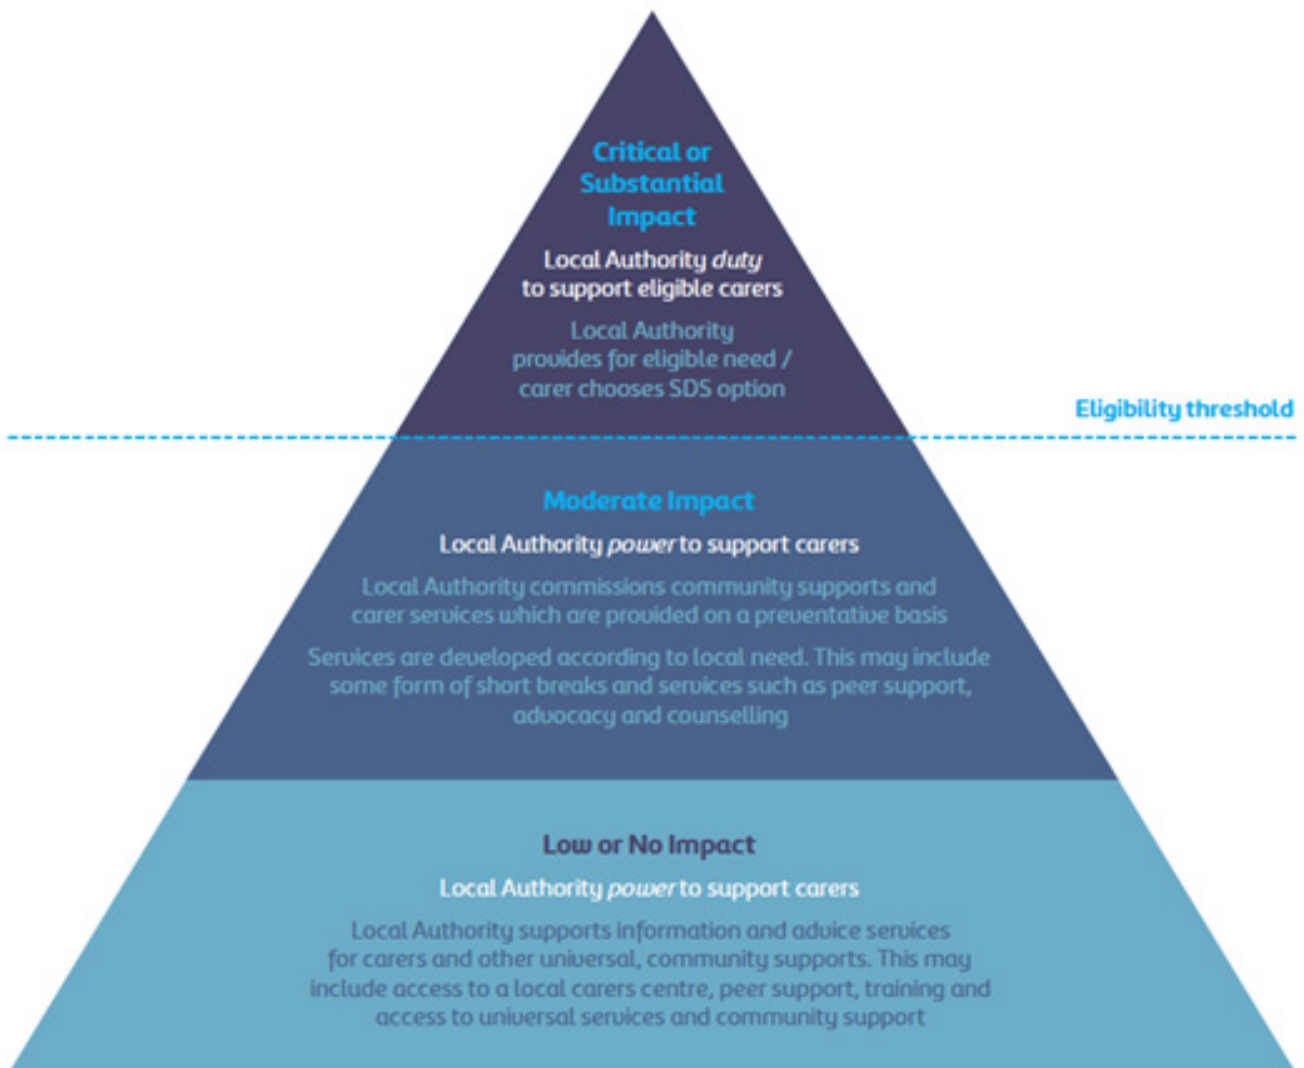 Critical or
Substantial
Impact
Local Authority duty
to support eligible carers
Local Authority
provides for eligible need /
carer chooses SDS option
Eligibility threshold
Moderate Impact
Local Authority power to support carers
Local Authority commissions community supports and
carer services which are provided on a preventative basis
Services are developed according to local need. This may include
some form of short breaks and services such as peer support,
advocacy and counselling
Low or No Impact
Local Authority power to support carers
Local Authority supports information and advice services
for carers and other universal, community supports. This may
include access to a local carers centre, peer support, training and
access to universal services and community support